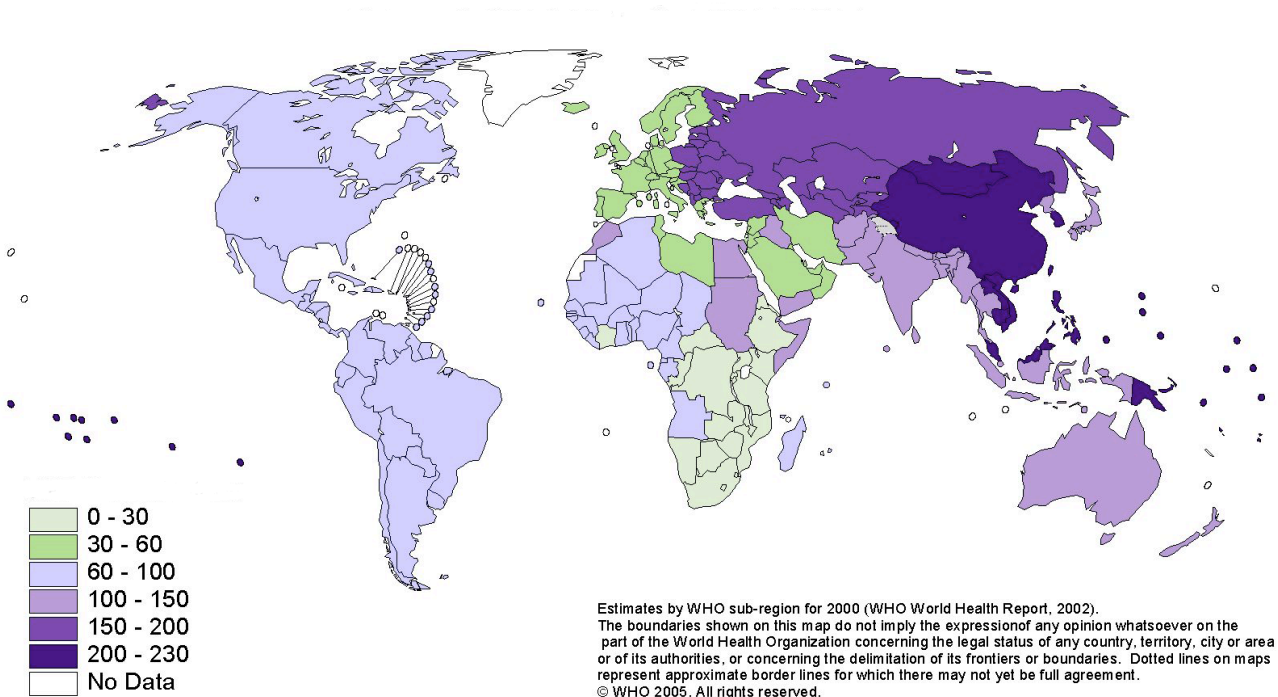 0 - 30
30 - 60
60 - 100
100 - 150
150 - 200
200 - 230
No Data
Estimates by WHO sub-region for 2000 (WHO World Health Report, 2002).
The boundaries shown on this map do not imply the expressionof any opinion whatsoever on the
part of the World Health Organization concerning the legal status of any country, territory, city or area
or of its authorities, or concerning the delimitation of its frontiers or boundaries. Dotted lines on maps
represent approximate border lines for which there may not yet be full agreement.
© WHO 2005. All rights reserved.